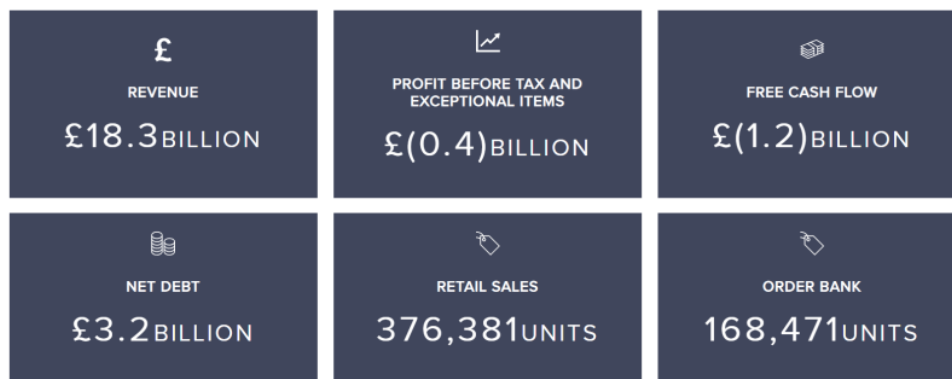 £
REVENUE
£18.3BILLION
PROFIT BEFORE TAX AND
EXCEPTIONAL ITEMS
£(0.4)BILLION
FREE CASH FLOW
£(1.2)BILLION
NET DEBT
£3.2BILLION
RETAIL SALES
376,381UNITS
ORDER BANK
168,471UNITS